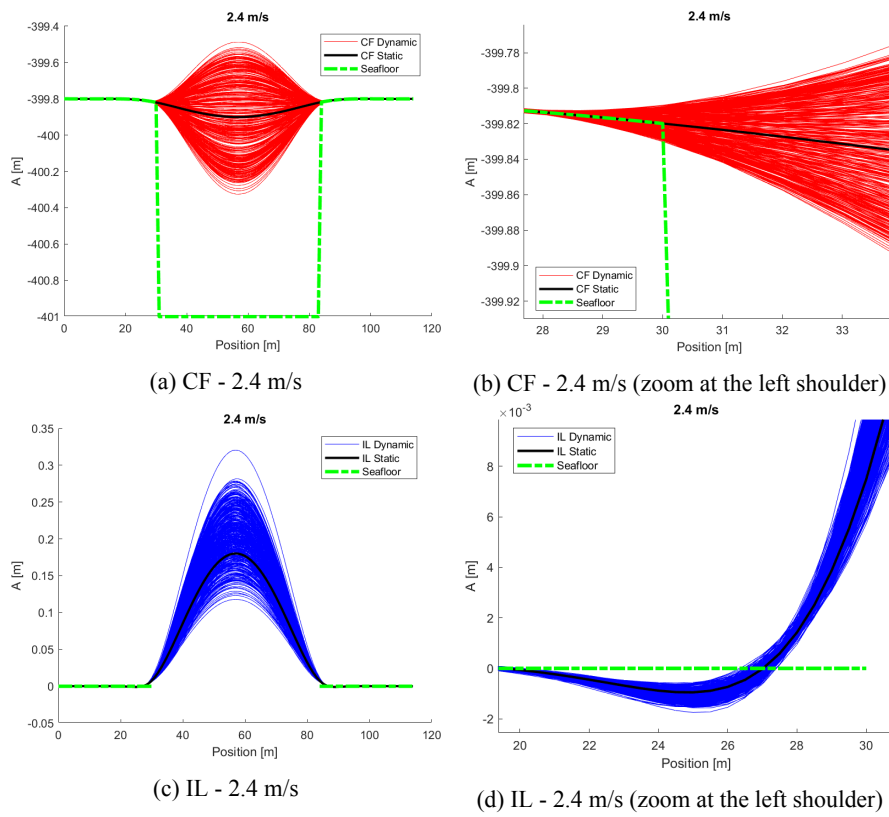 2.4 m/s
-399.4
-399.6
-399.8
-400
-400.2
-400.4
-400.6
-400.8
-401
A [m]
CF Dynamic
CF Static
Seafloor
0 20 40 60 80 100 120
Position [m]
(a) CF - 2.4 m/s
2.4 m/s
-399.78
-399.8
-399.82
-399.84
-399.86
-399.88
-399.9
-399.92
A [m]
CF Dynamic
CF Static
Seafloor
28 29 30 31 32 33
Position [m]
(b) CF - 2.4 m/s (zoom at the left shoulder)
2.4 m/s
0.35
0.3
0.25
0.2
0.15
0.1
0.05
0
-0.05
A [m]
IL Dynamic
IL Static
Seafloor
0 20 40 60 80 100 120
Position [m]
(c) IL - 2.4 m/s
×10⁻³
2.4 m/s
8
6
4
2
0
-2
A [m]
IL Dynamic
IL Static
Seafloor
20 22 24 26 28 30
Position [m]
(d) IL - 2.4 m/s (zoom at the left shoulder)